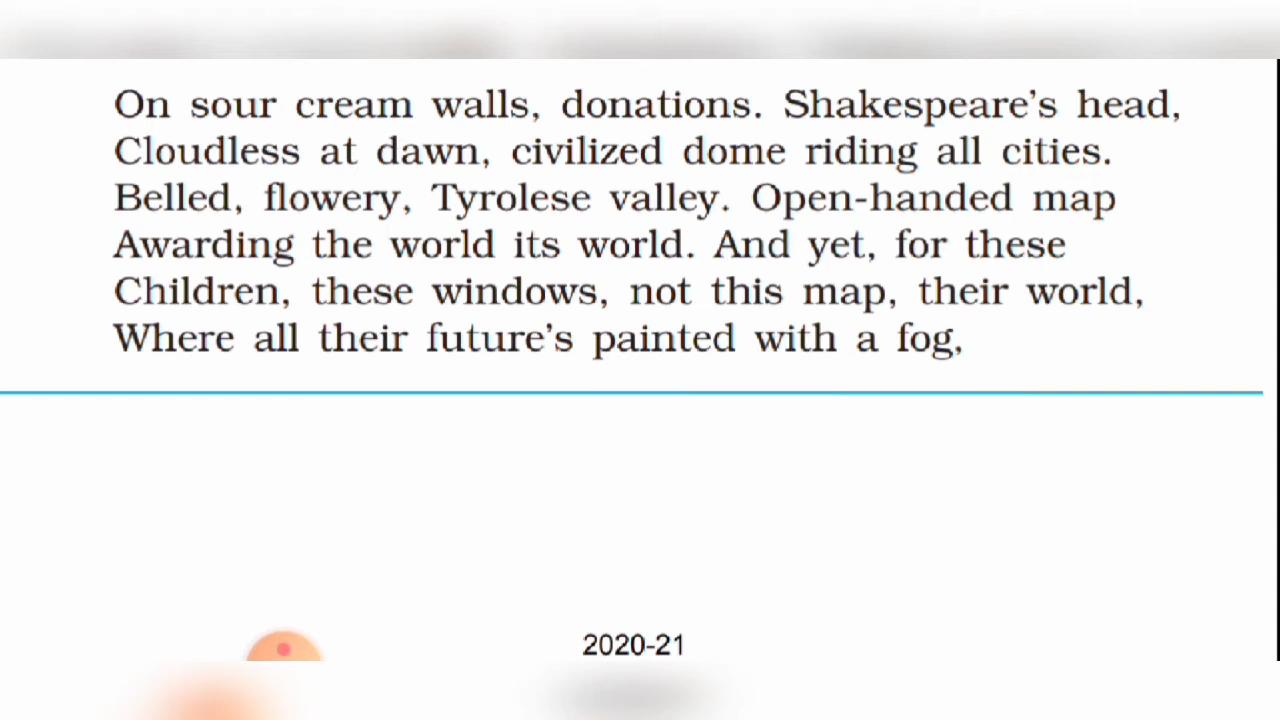 On sour cream walls, donations. Shakespeare's head,
Cloudless at dawn, civilized dome riding all cities.
Belled, flowery, Tyrolese valley. Open-handed map
Awarding the world its world. And yet, for these
Children, these windows, not this map, their world,
Where all their future's painted with a fog,
2020-21